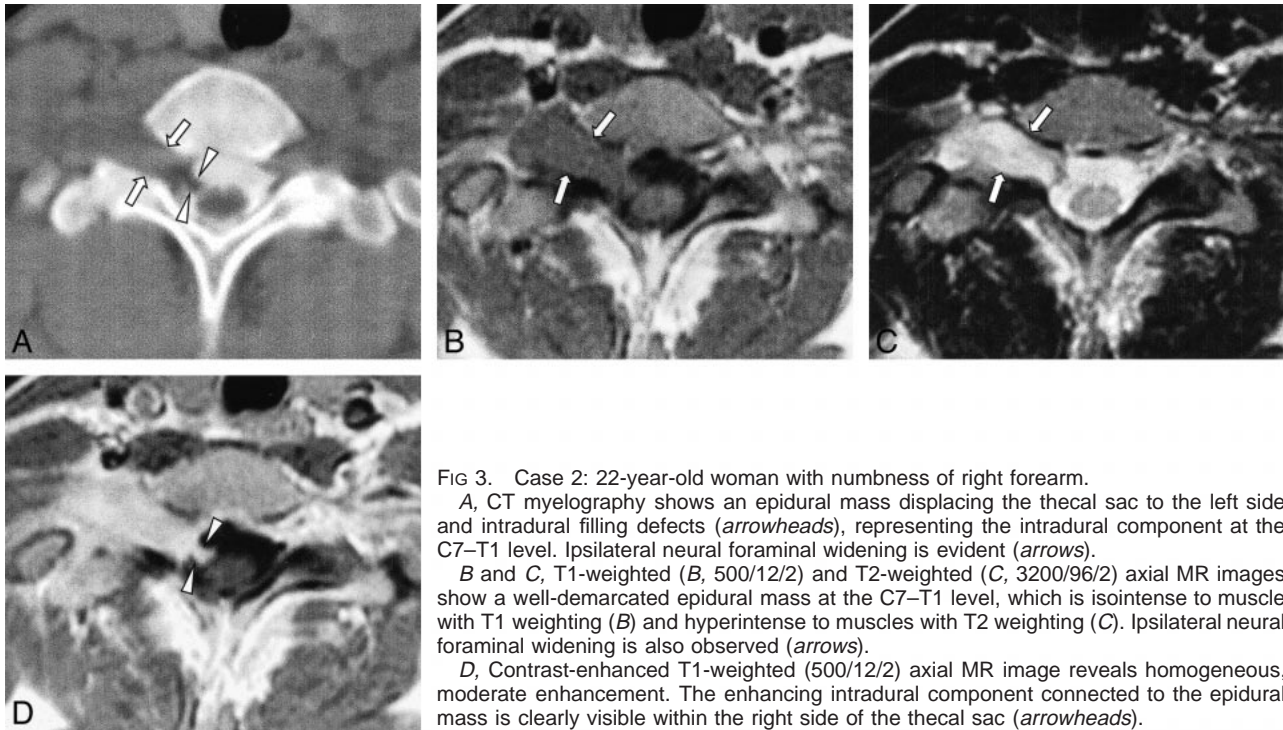 A
B
C
D
FIG 3. Case 2: 22-year-old woman with numbness of right forearm.
A, CT myelography shows an epidural mass displacing the thecal sac to the left side
and intradural filling defects (arrowheads), representing the intradural component at the
C7–T1 level. Ipsilateral neural foraminal widening is evident (arrows).
B and C, T1-weighted (B, 500/12/2) and T2-weighted (C, 3200/96/2) axial MR images
show a well-demarcated epidural mass at the C7–T1 level, which is isointense to muscle
with T1 weighting (B) and hyperintense to muscles with T2 weighting (C). Ipsilateral neural
foraminal widening is also observed (arrows).
D, Contrast-enhanced T1-weighted (500/12/2) axial MR image reveals homogeneous,
moderate enhancement. The enhancing intradural component connected to the epidural
mass is clearly visible within the right side of the thecal sac (arrowheads).